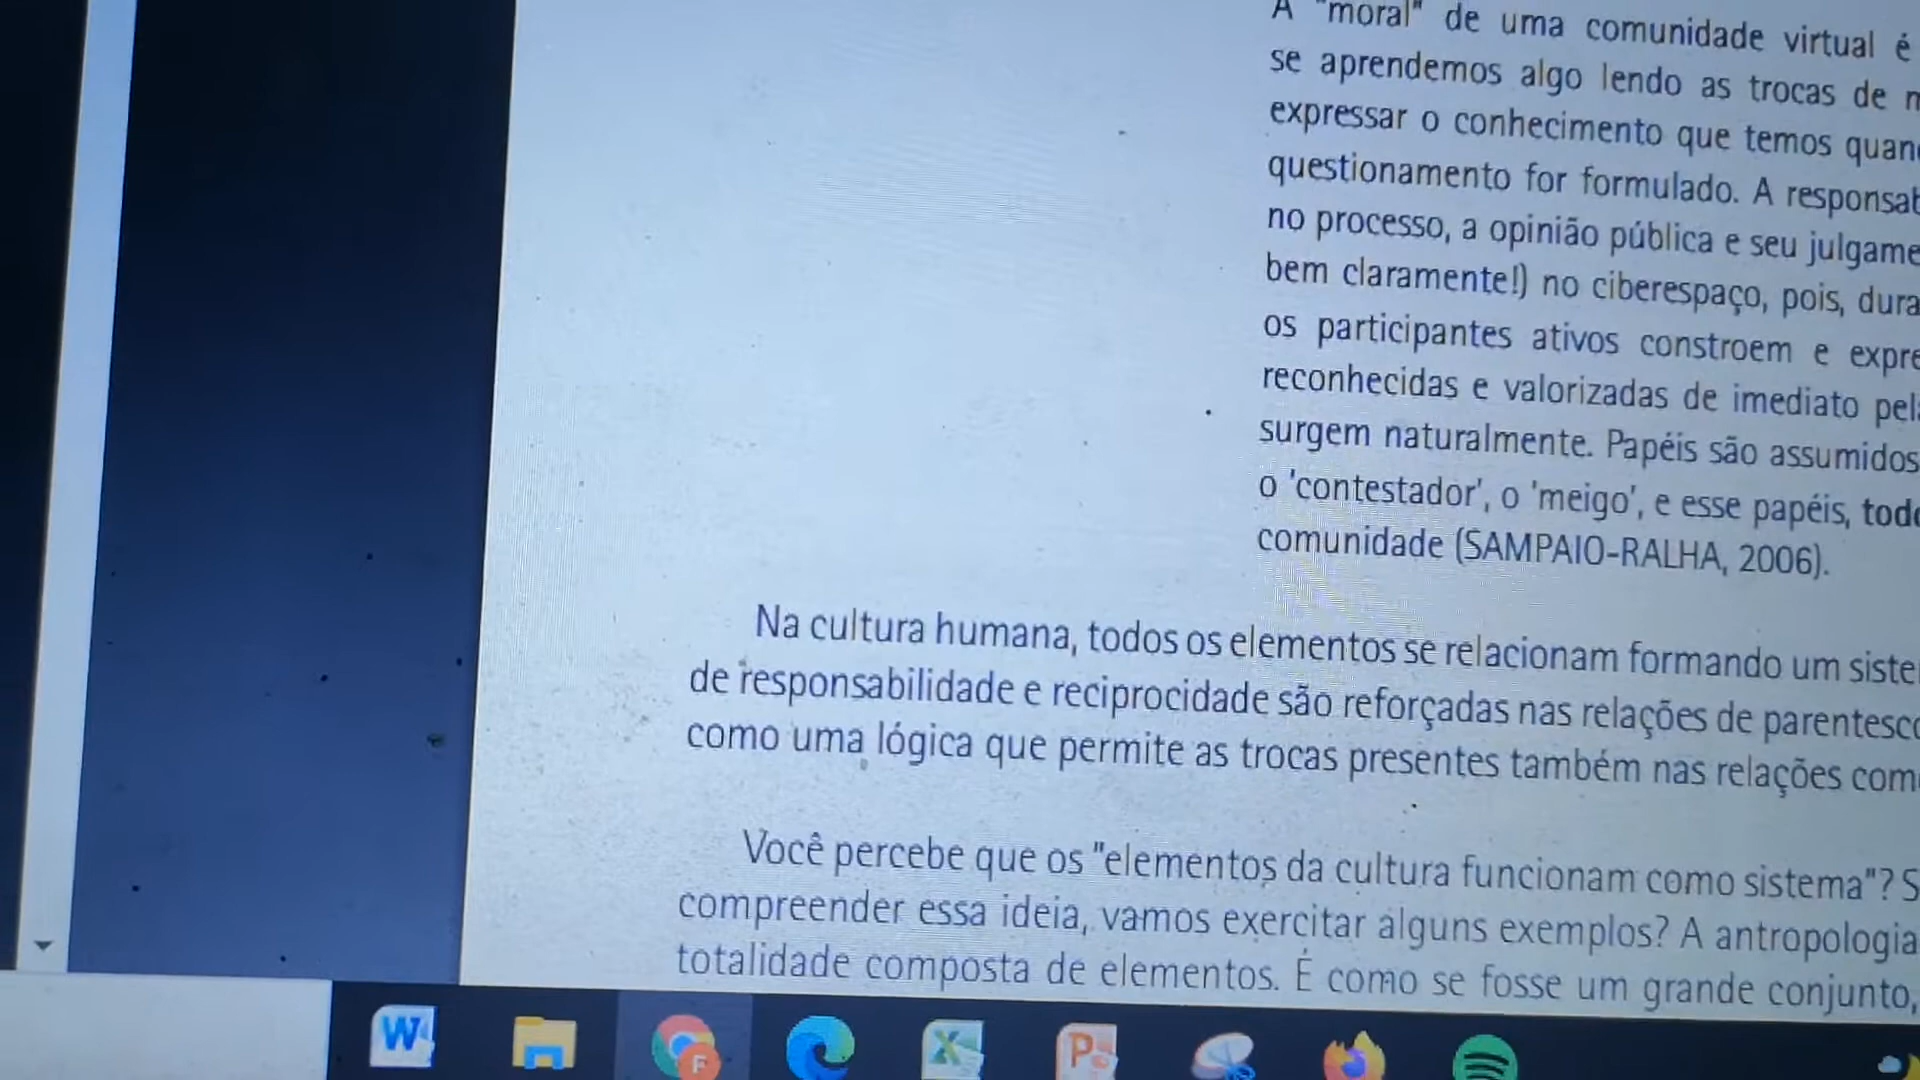 A "moral" de uma comunidade virtual é
se aprendemos algo lendo as trocas de
expressar o conhecimento que temos
questionamento for formulado. A
no processo, a opinião pública e seu
bem claramente!) no ciberespaço, pois,
os participantes ativos constroem e
reconhecidas e valorizadas de imediato
surgem naturalmente. Papéis são assumidos
o 'contestador', o 'meigo', e esse papéis,
comunidade (SAMPAIO-RALHA, 2006).
Na cultura humana, todos os elementos se relacionam formando um
de responsabilidade e reciprocidade são reforçadas nas relações de
como uma lógica que permite as trocas presentes também nas relações
Você percebe que os "elementos da cultura funcionam como sistema"?
compreender essa ideia, vamos exercitar alguns exemplos? A antropologia
totalidade composta de elementos. É como se fosse um grande conjunto,
W
F
X
P